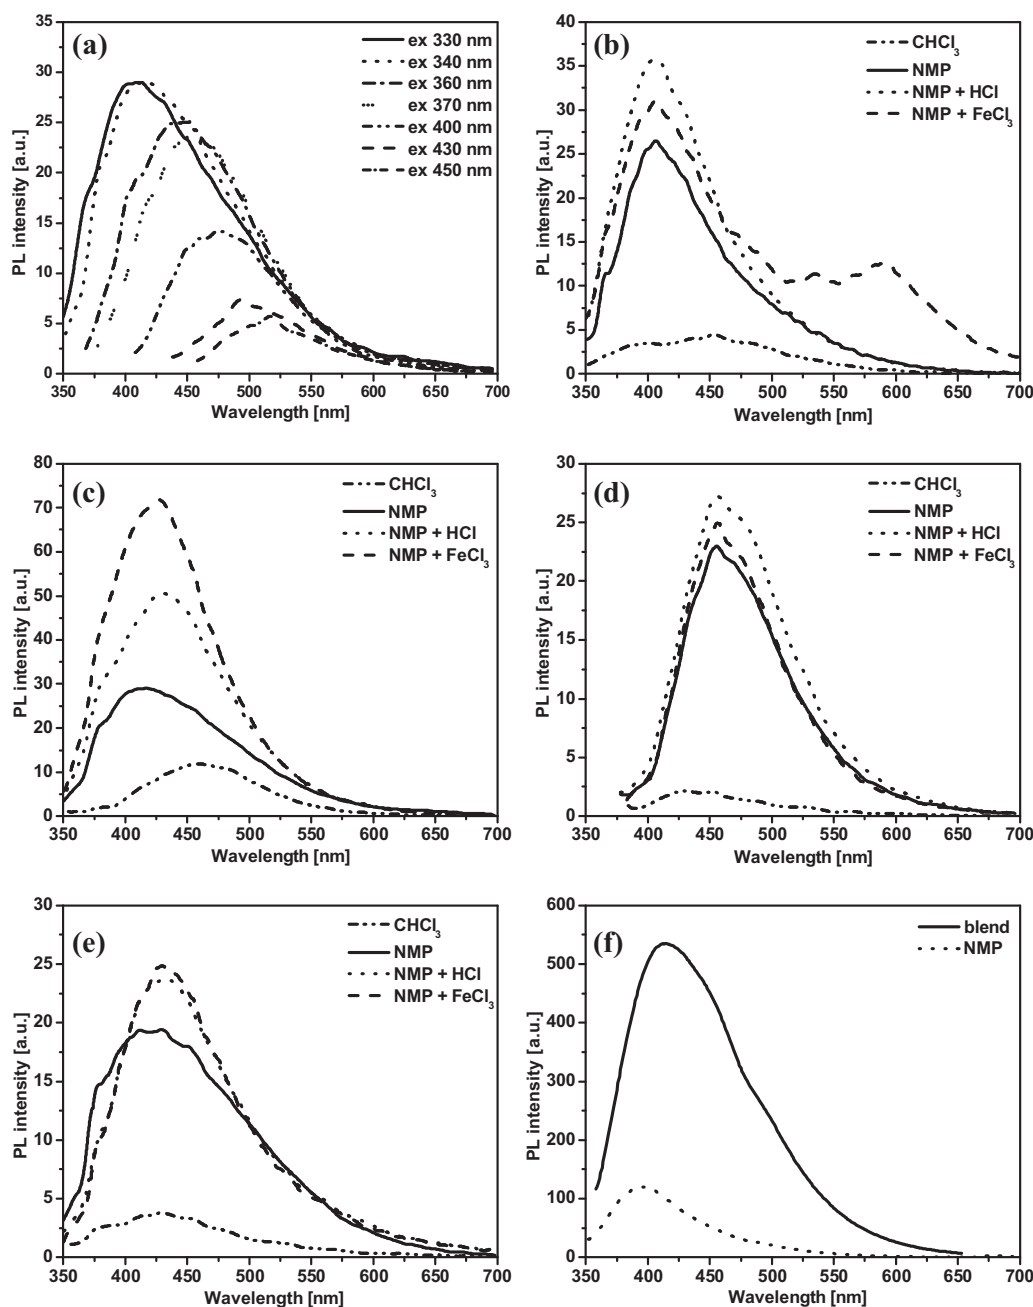 (a)
ex 330 nm
ex 340 nm
ex 360 nm
ex 370 nm
ex 400 nm
ex 430 nm
ex 450 nm
PL intensity [a.u.]
35
30
25
20
15
10
5
0
350 400 450 500 550 600 650 700
Wavelength [nm]
(b)
CHCl₃
NMP
NMP + HCl
NMP + FeCl₃
PL intensity [a.u.]
40
35
30
25
20
15
10
5
0
350 400 450 500 550 600 650 700
Wavelength [nm]
(c)
CHCl₃
NMP
NMP + HCl
NMP + FeCl₃
PL intensity [a.u.]
80
70
60
50
40
30
20
10
0
350 400 450 500 550 600 650 700
Wavelength [nm]
(d)
CHCl₃
NMP
NMP + HCl
NMP + FeCl₃
PL intensity [a.u.]
30
25
20
15
10
5
0
350 400 450 500 550 600 650 700
Wavelength [nm]
(e)
CHCl₃
NMP
NMP + HCl
NMP + FeCl₃
PL intensity [a.u.]
30
25
20
15
10
5
0
350 400 450 500 550 600 650 700
Wavelength [nm]
(f)
blend
NMP
PL intensity [a.u.]
600
500
400
300
200
100
0
350 400 450 500 550 600 650 700
Wavelength [nm]